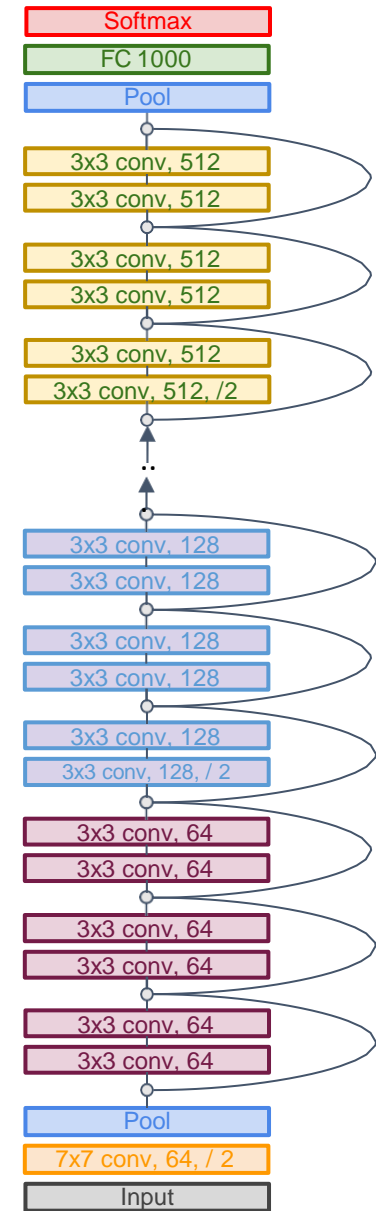 Softmax
FC 1000
Pool
3x3 conv, 512
3x3 conv, 512
3x3 conv, 512
3x3 conv, 512
3x3 conv, 512
3x3 conv, 512, /2
..
.
3x3 conv, 128
3x3 conv, 128
3x3 conv, 128
3x3 conv, 128
3x3 conv, 128
3x3 conv, 128, / 2
3x3 conv, 64
3x3 conv, 64
3x3 conv, 64
3x3 conv, 64
3x3 conv, 64
3x3 conv, 64
Pool
7x7 conv, 64, / 2
Input